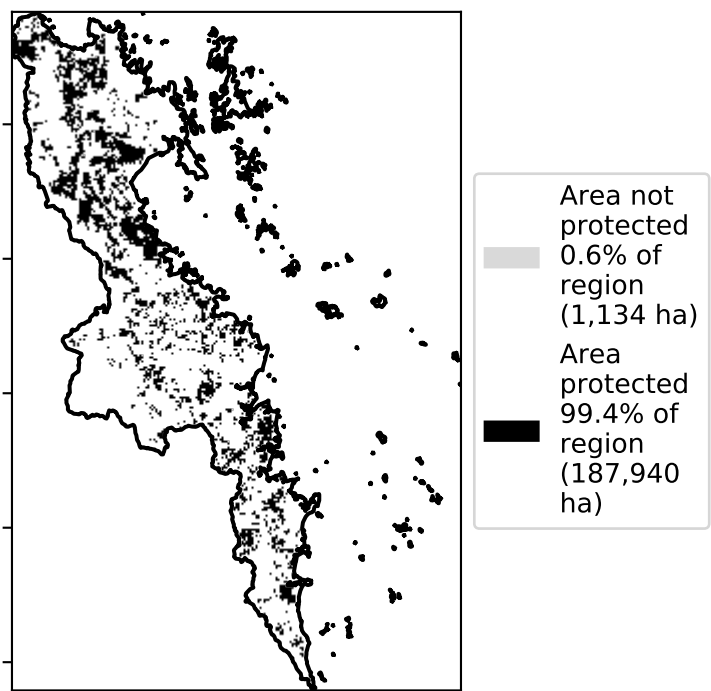 Area not
protected
0.6% of
region
(1,134 ha)
Area
protected
99.4% of
region
(187,940
ha)